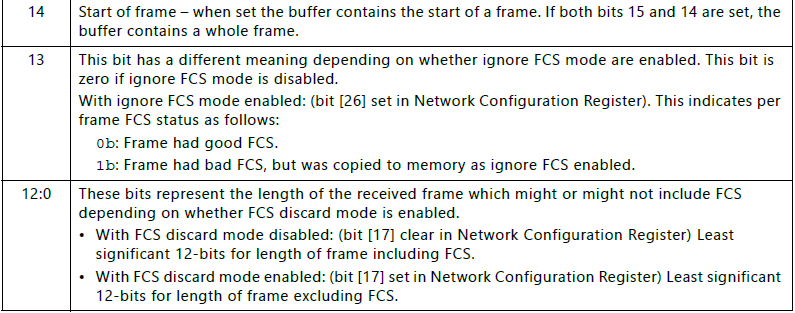 14 Start of frame – when set the buffer contains the start of a frame. If both bits 15 and 14 are set, the
buffer contains a whole frame.
13 This bit has a different meaning depending on whether ignore FCS mode are enabled. This bit is
zero if ignore FCS mode is disabled.
With ignore FCS mode enabled: (bit [26] set in Network Configuration Register). This indicates per
frame FCS status as follows:
0b: Frame had good FCS.
1b: Frame had bad FCS, but was copied to memory as ignore FCS enabled.
12:0 These bits represent the length of the received frame which might or might not include FCS
depending on whether FCS discard mode is enabled.
• With FCS discard mode disabled: (bit [17] clear in Network Configuration Register) Least
significant 12-bits for length of frame including FCS.
• With FCS discard mode enabled: (bit [17] set in Network Configuration Register) Least significant
12-bits for length of frame excluding FCS.